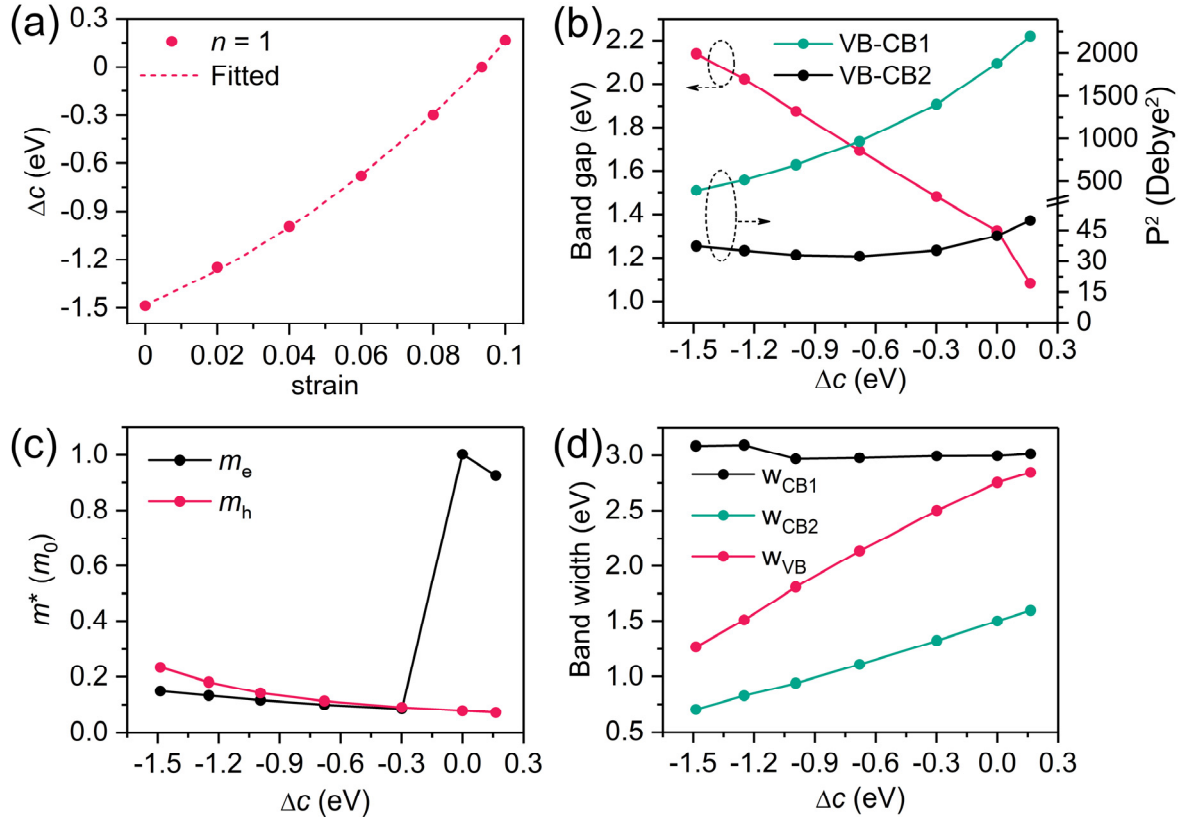 (a)
0.3
0
-0.3
-0.6
-0.9
-1.2
-1.5
Δc (eV)
n = 1
Fitted
0 0.02 0.04 0.06 0.08 0.1
strain
(b)
2.2
2.0
1.8
1.6
1.4
1.2
1.0
Band gap (eV)
VB-CB1
VB-CB2
2000
1500
1000
500
45
30
15
0
P² (Debye²)
-1.5 -1.2 -0.9 -0.6 -0.3 0.0 0.3
Δc (eV)
(c)
1.0
0.8
0.6
0.4
0.2
0.0
m* (m₀)
mₑ
mₕ
-1.5 -1.2 -0.9 -0.6 -0.3 0.0 0.3
Δc (eV)
(d)
3.0
2.5
2.0
1.5
1.0
0.5
Band width (eV)
w_CB1
w_CB2
w_VB
-1.5 -1.2 -0.9 -0.6 -0.3 0.0 0.3
Δc (eV)